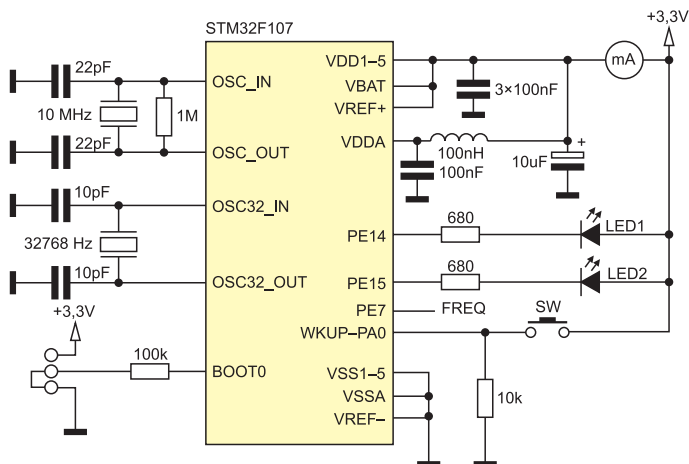 STM32F107
+3,3V
22pF
OSC_IN
VDD1–5
mA
VBAT
3×100nF
10 MHz
1M
VREF+
22pF
OSC_OUT
VDDA
100nH
+
10uF
100nF
10pF
OSC32_IN
680
LED1
PE14
32768 Hz
680
LED2
10pF
OSC32_OUT
PE15
+3,3V
PE7
FREQ
SW
WKUP–PA0
100k
BOOT0
VSS1–5
10k
VSSA
VREF-